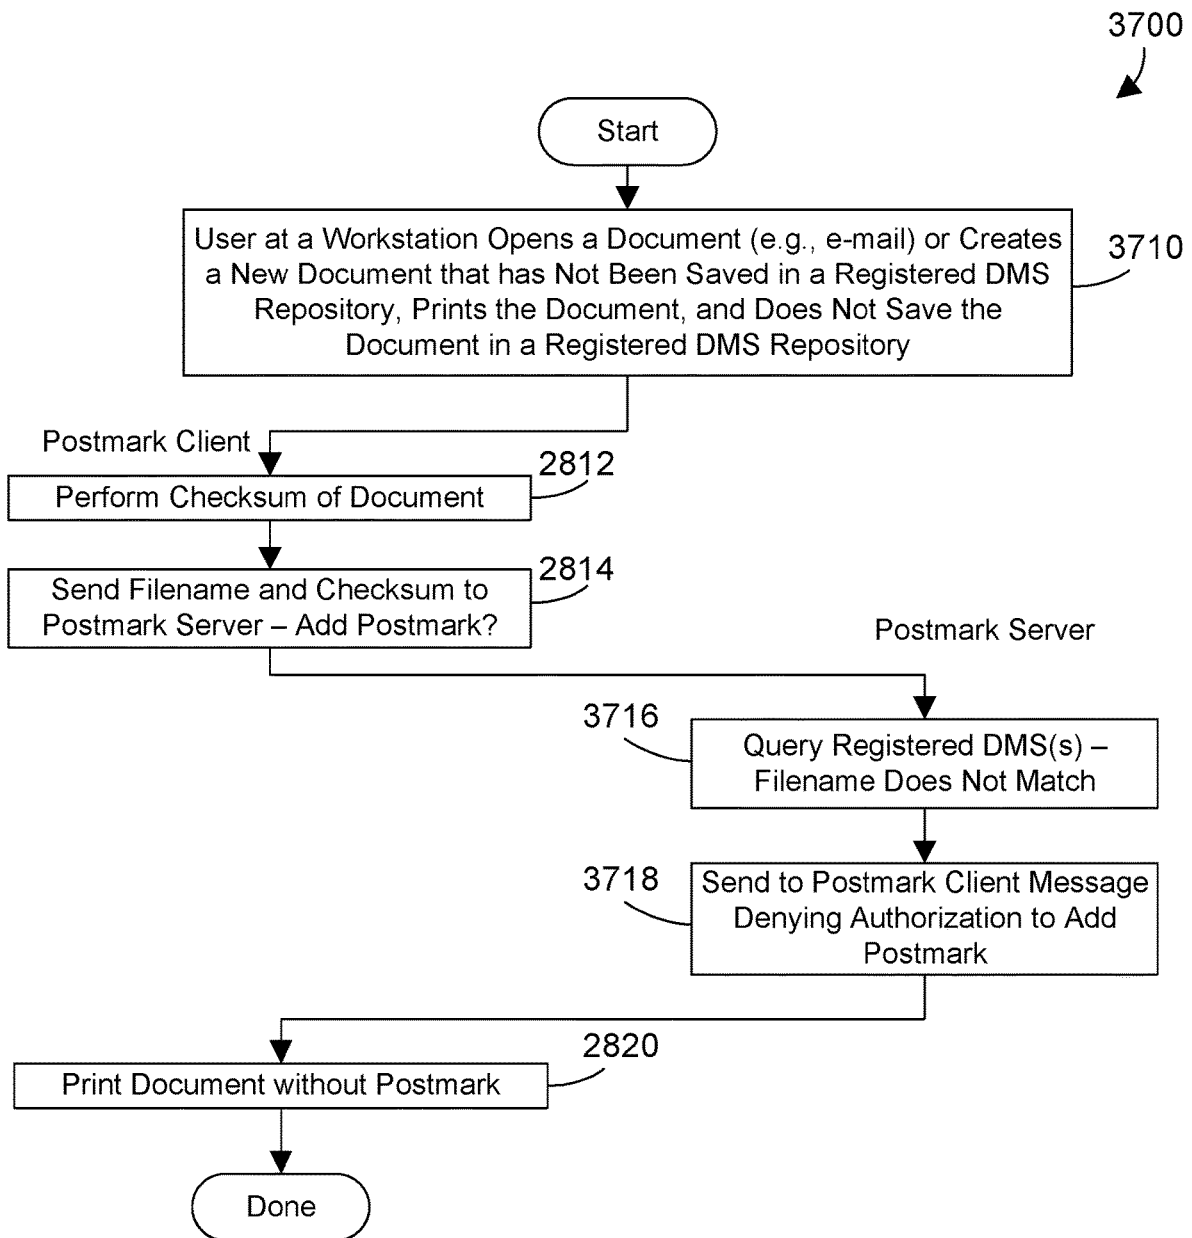 3700
Start
User at a Workstation Opens a Document (e.g., e-mail) or Creates
a New Document that has Not Been Saved in a Registered DMS
Repository, Prints the Document, and Does Not Save the
Document in a Registered DMS Repository
3710
Postmark Client
2812
Perform Checksum of Document
2814
Send Filename and Checksum to
Postmark Server – Add Postmark?
Postmark Server
3716
Query Registered DMS(s) –
Filename Does Not Match
3718
Send to Postmark Client Message
Denying Authorization to Add
Postmark
2820
Print Document without Postmark
Done